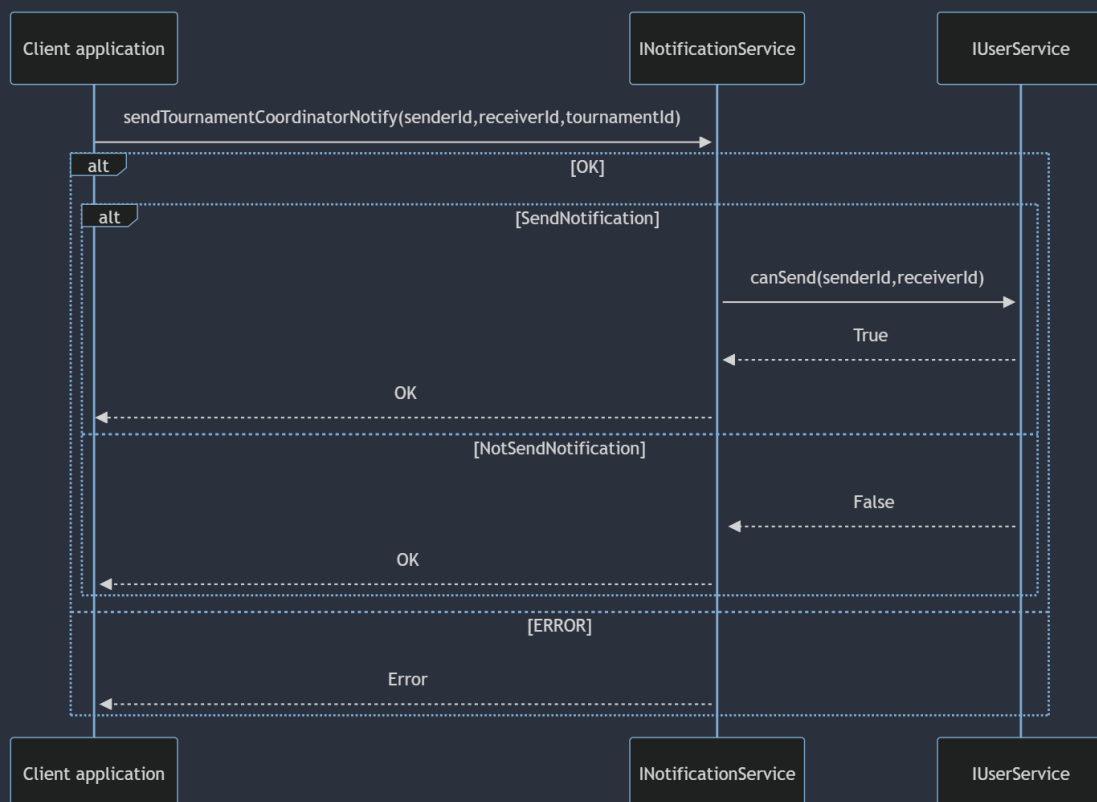 Client application
INotificationService
IUserService
sendTournamentCoordinatorNotify(senderId,receiverId,tournamentId)
alt
[OK]
alt
[SendNotification]
canSend(senderId,receiverId)
True
OK
[NotSendNotification]
False
OK
[ERROR]
Error
Client application
INotificationService
IUserService